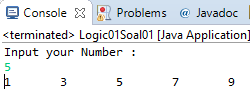 Console Problems @ Javadoc
<terminated> Logic01Soal01 [Java Application]
Input your Number :
5
1 3 5 7 9